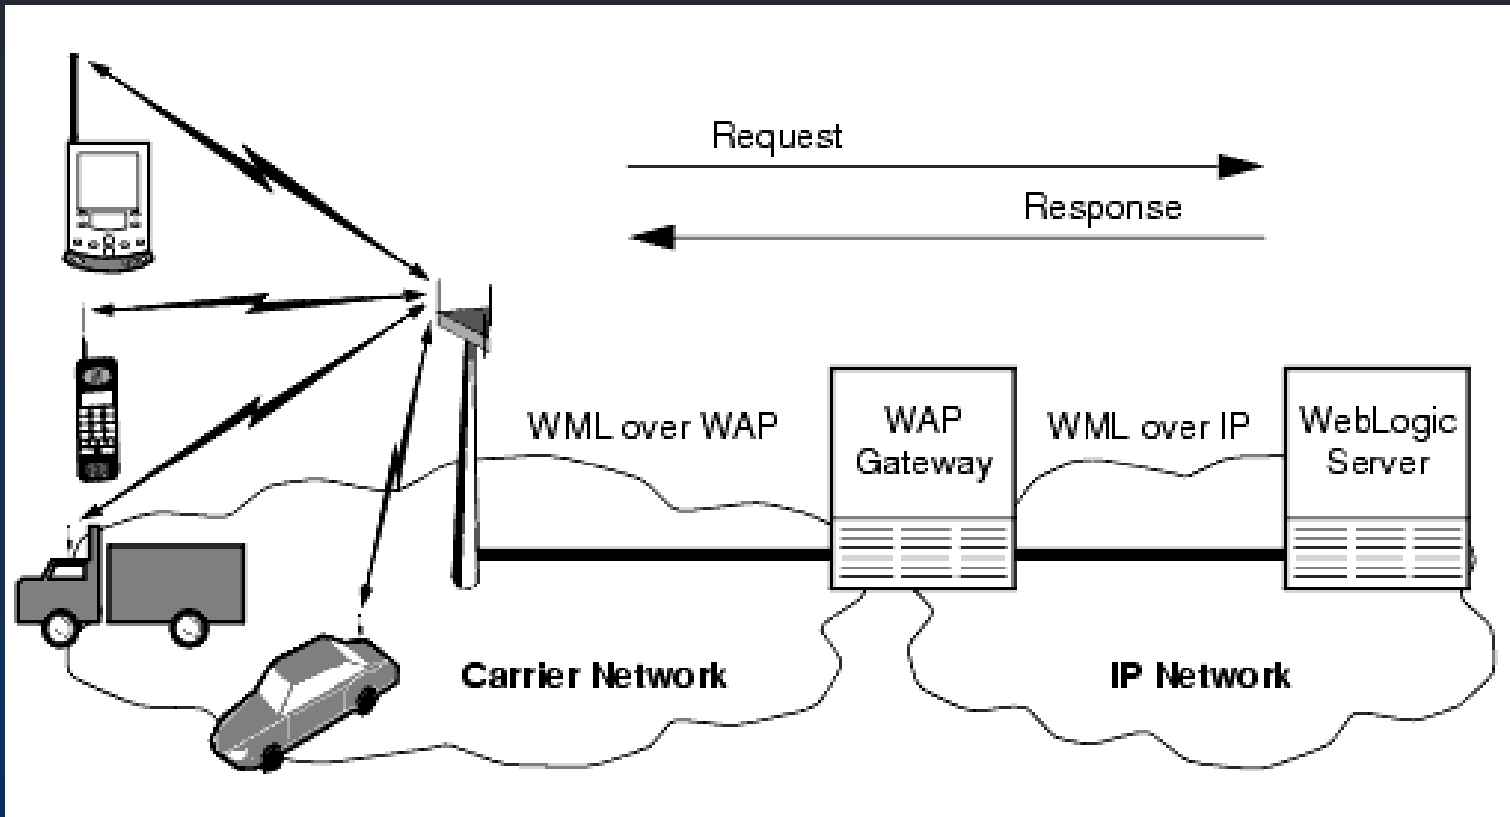 Request
Response
WML over WAP
WAP
Gateway
WML over IP
WebLogic
Server
Carrier Network
IP Network